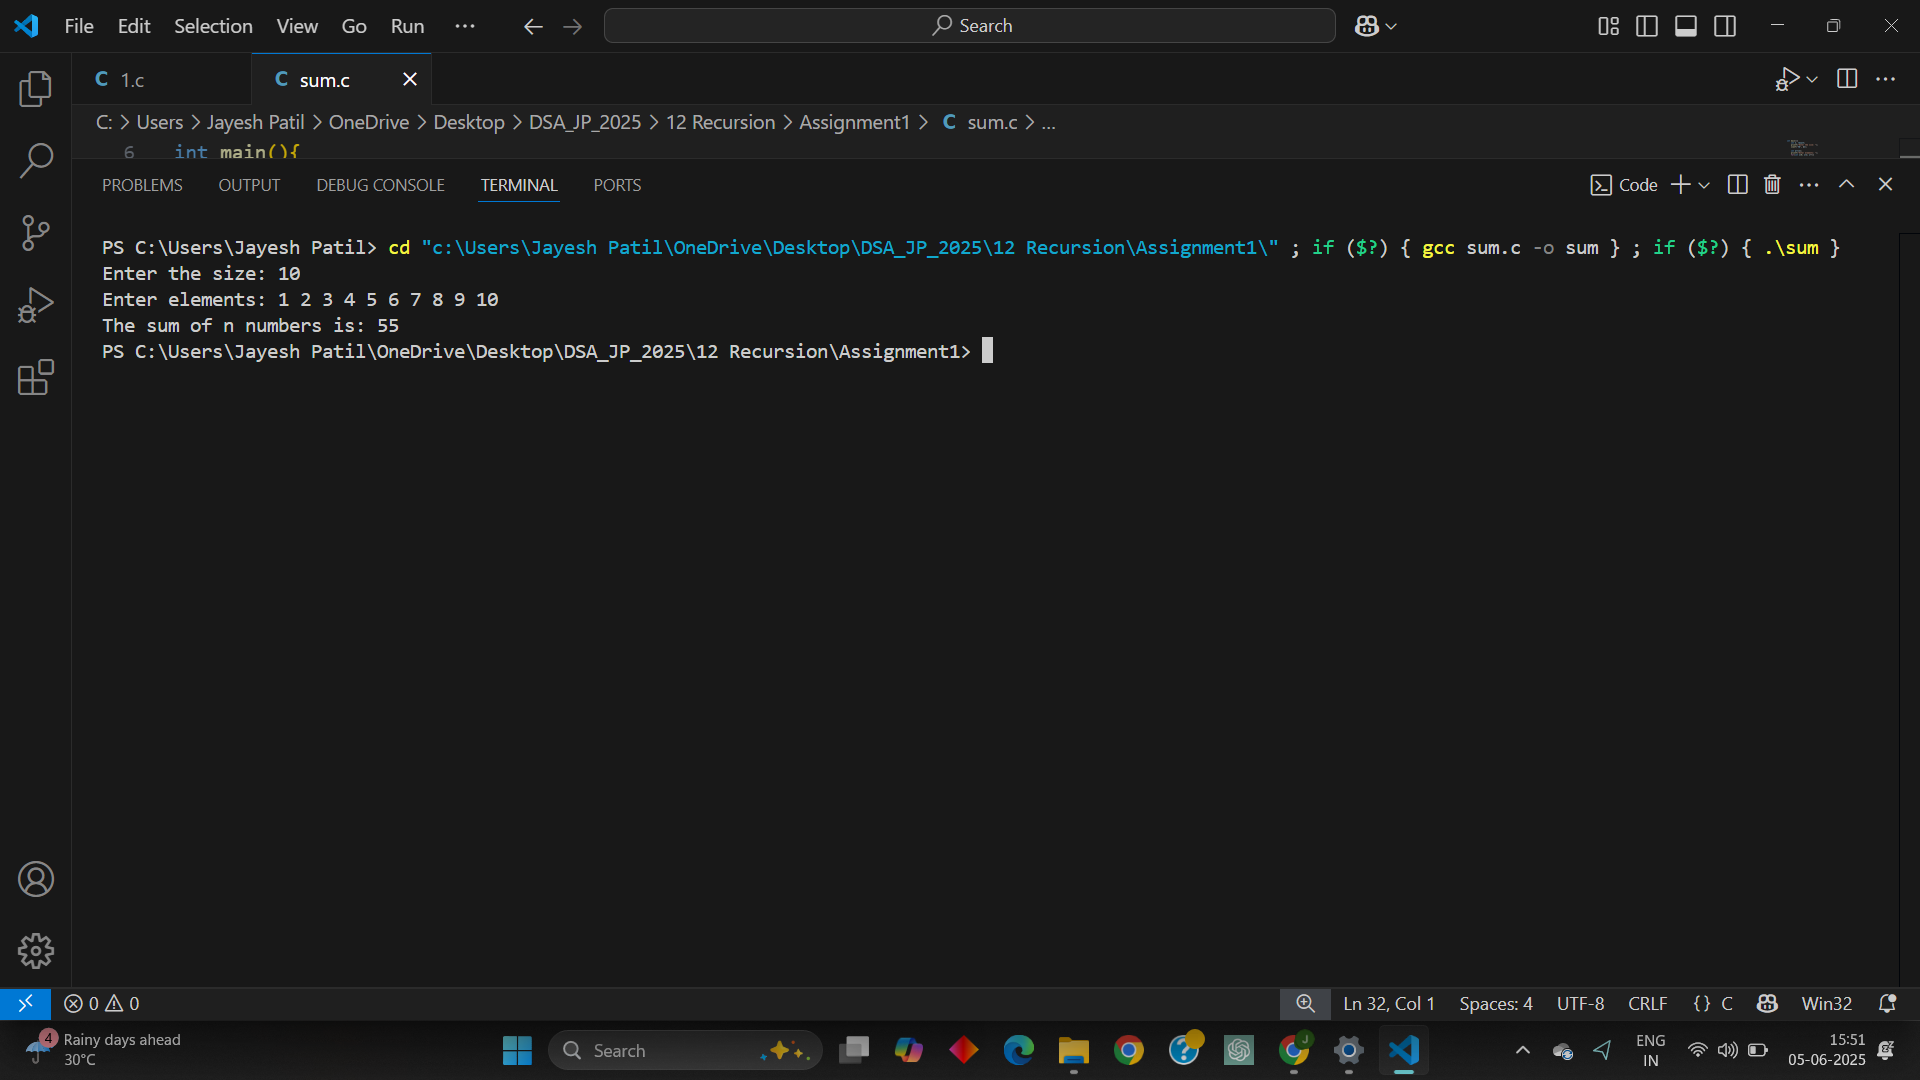 File Edit Selection View Go Run ··· Search
C 1.c C sum.c
C: > Users > Jayesh Patil > OneDrive > Desktop > DSA_JP_2025 > 12 Recursion > Assignment1 > C sum.c > ...
6 int main(){
PROBLEMS OUTPUT DEBUG CONSOLE TERMINAL PORTS Code
PS C:\Users\Jayesh Patil> cd "c:\Users\Jayesh Patil\OneDrive\Desktop\DSA_JP_2025\12 Recursion\Assignment1\" ; if ($?) { gcc sum.c -o sum } ; if ($?) { .\sum }
Enter the size: 10
Enter elements: 1 2 3 4 5 6 7 8 9 10
The sum of n numbers is: 55
PS C:\Users\Jayesh Patil\OneDrive\Desktop\DSA_JP_2025\12 Recursion\Assignment1>
0 0 Ln 32, Col 1 Spaces: 4 UTF-8 CRLF {} C Win32
4 Rainy days ahead
30°C
Search
J
ENG
IN
15:51
05-06-2025